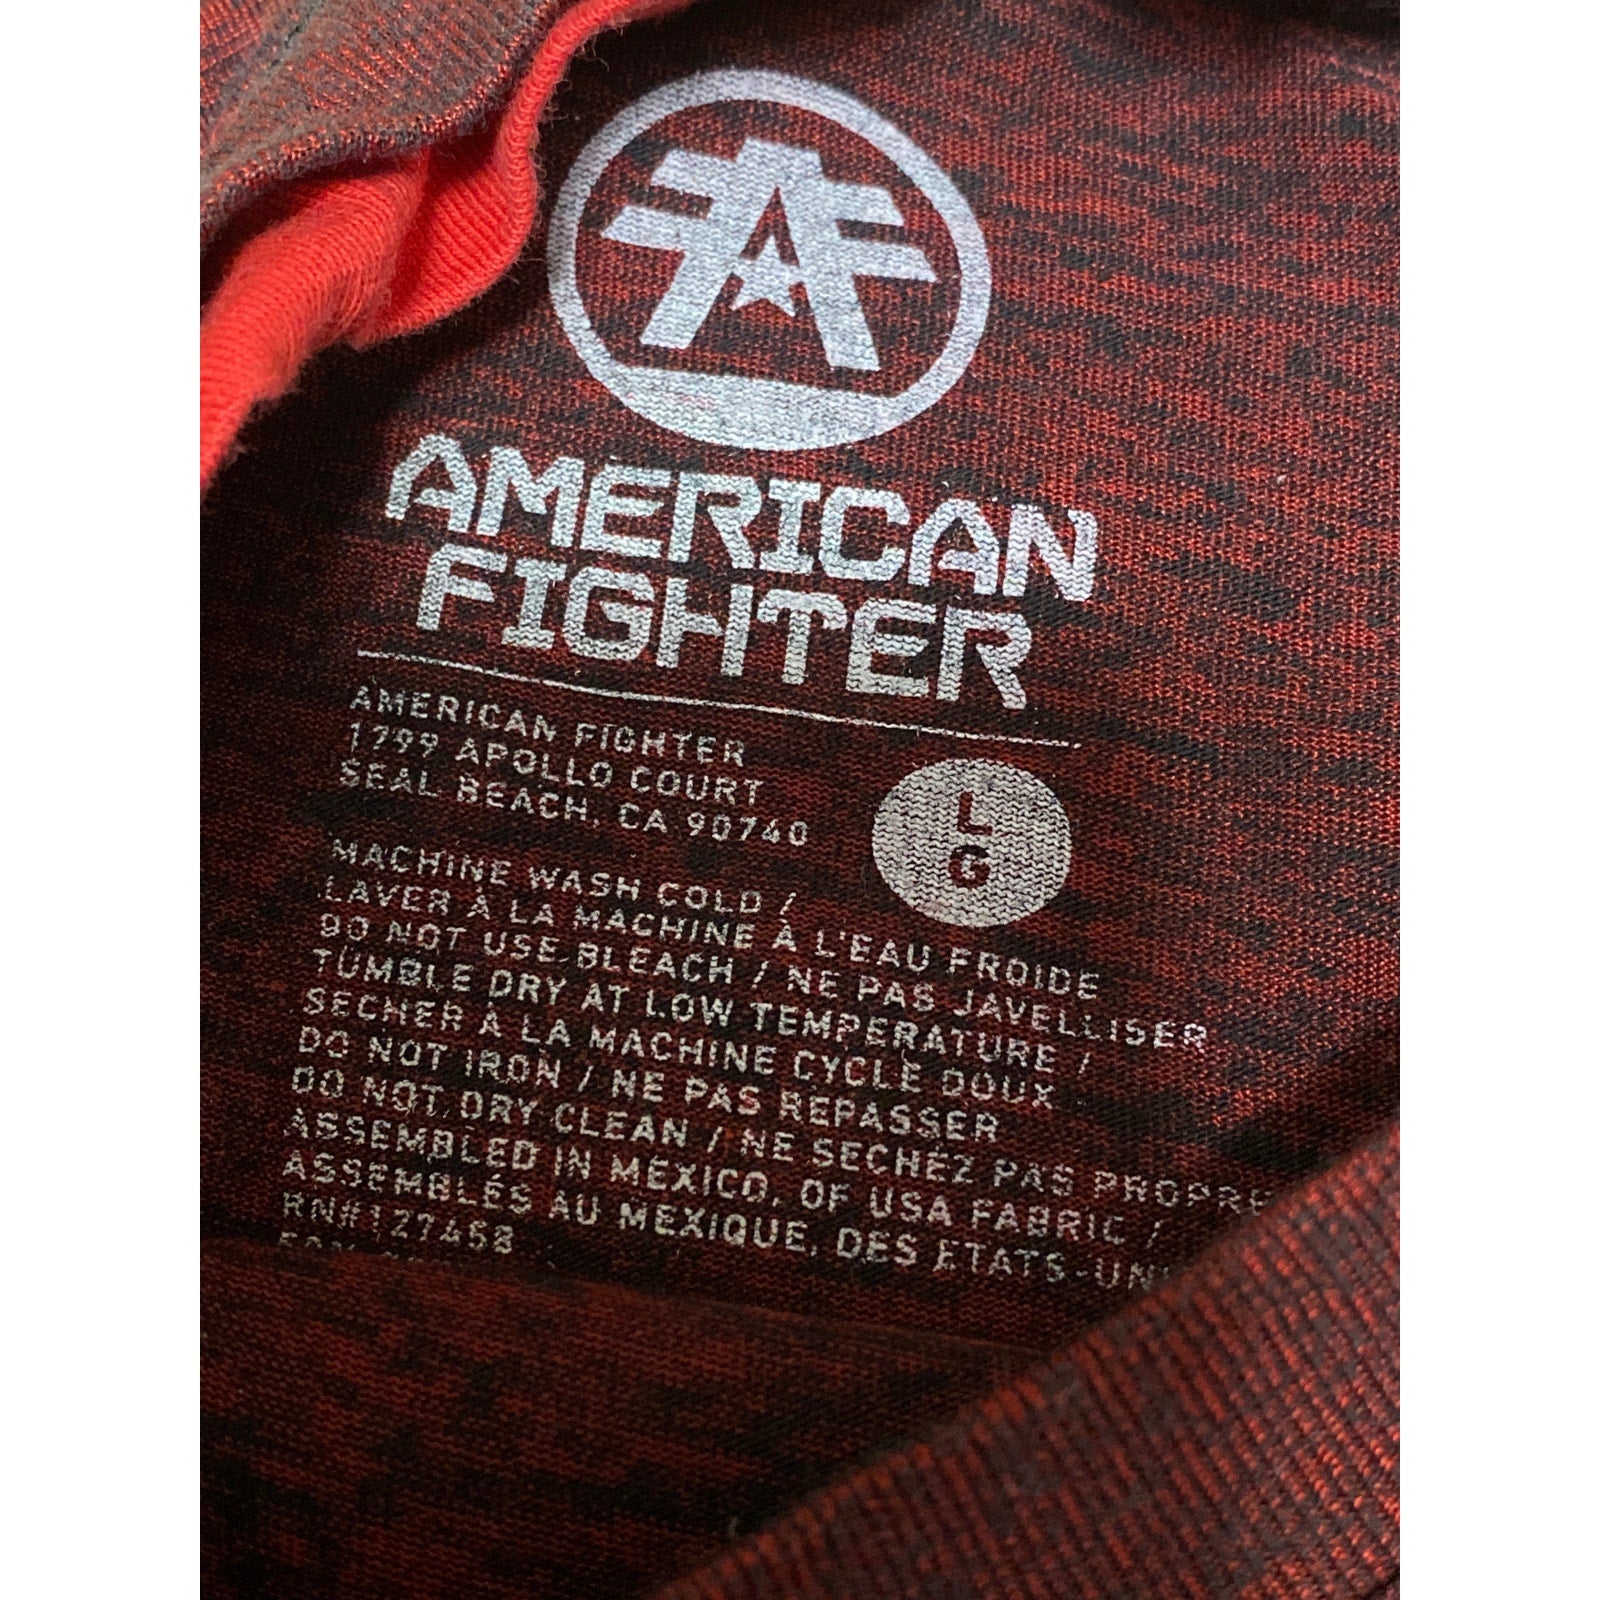 AMERICAN
FIGHTER
AMERICAN FIGHTER
1799 APOLLO COURT
SEAL BEACH, CA 90740
L
G
MACHINE WASH COLD /
LAVER À LA MACHINE À L'EAU FROIDE
DO NOT USE BLEACH / NE PAS JAVELLISER
TUMBLE DRY AT LOW TEMPERATURE /
SECHER À LA MACHINE CYCLE DOUX
DO NOT IRON / NE PAS REPASSER
DO NOT DRY CLEAN / NE SECHEZ PAS PROPRE
ASSEMBLED IN MEXICO, OF USA FABRIC /
ASSEMBLÉS AU MEXIQUE, DES ETATS-UNI
RN#127458